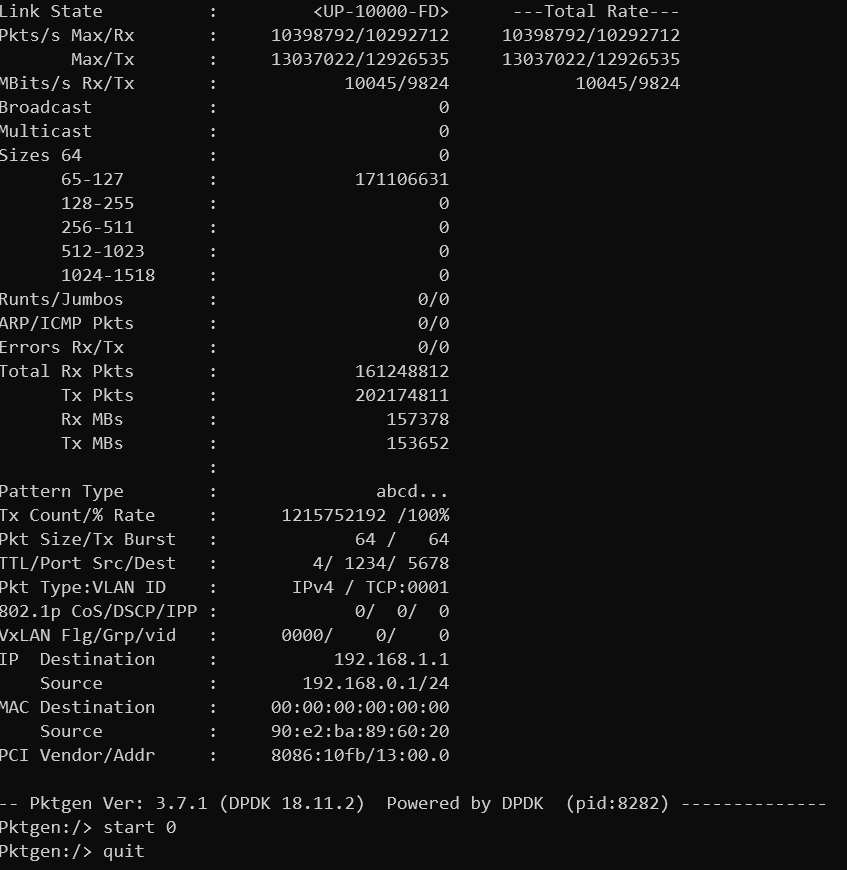 Link State          :         <UP-10000-FD>      ---Total Rate---
Pkts/s Max/Rx       :     10398792/10292712     10398792/10292712
       Max/Tx       :     13037022/12926535     13037022/12926535
MBits/s Rx/Tx       :            10045/9824            10045/9824
Broadcast           :                     0
Multicast           :                     0
Sizes 64            :                     0
      65-127        :             171106631
      128-255       :                     0
      256-511       :                     0
      512-1023      :                     0
      1024-1518     :                     0
Runts/Jumbos        :                   0/0
ARP/ICMP Pkts       :                   0/0
Errors Rx/Tx        :                   0/0
Total Rx Pkts       :             161248812
      Tx Pkts       :             202174811
      Rx MBs        :                157378
      Tx MBs        :                153652
                    :
Pattern Type        :               abcd...
Tx Count/% Rate     :      1215752192 /100%
Pkt Size/Tx Burst   :             64 /   64
TTL/Port Src/Dest   :         4/ 1234/ 5678
Pkt Type:VLAN ID    :       IPv4 / TCP:0001
802.1p CoS/DSCP/IPP :             0/  0/  0
VxLAN Flg/Grp/vid   :      0000/    0/    0
IP  Destination     :           192.168.1.1
    Source          :        192.168.0.1/24
MAC Destination     :     00:00:00:00:00:00
    Source          :     90:e2:ba:89:60:20
PCI Vendor/Addr     :     8086:10fb/13:00.0
-- Pktgen Ver: 3.7.1 (DPDK 18.11.2)  Powered by DPDK  (pid:8282) --------------
Pktgen:/> start 0
Pktgen:/> quit